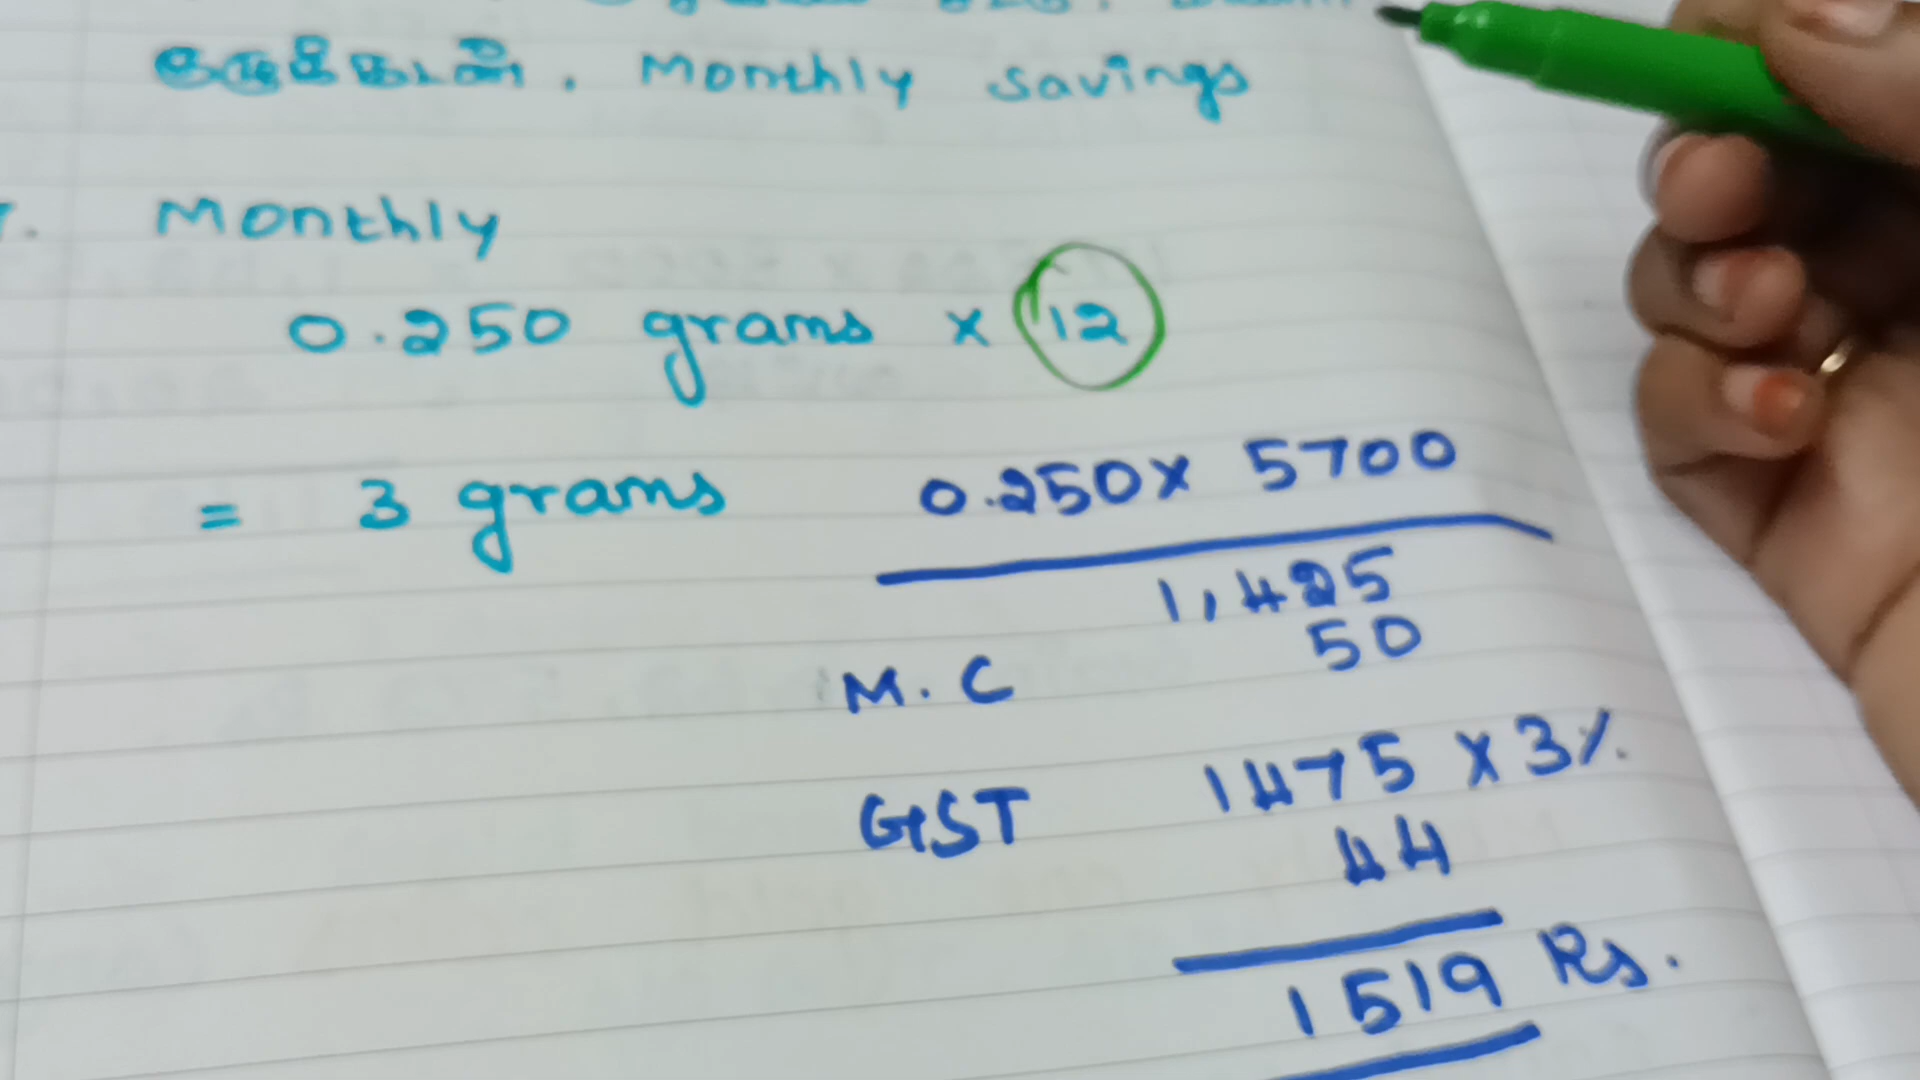 Monthly savings
Monthly
0.250 grams x 12
= 3 grams
0.250 x 5700
1,425
M.C 50
1475 x 3%
GST 44
1519 Rs.